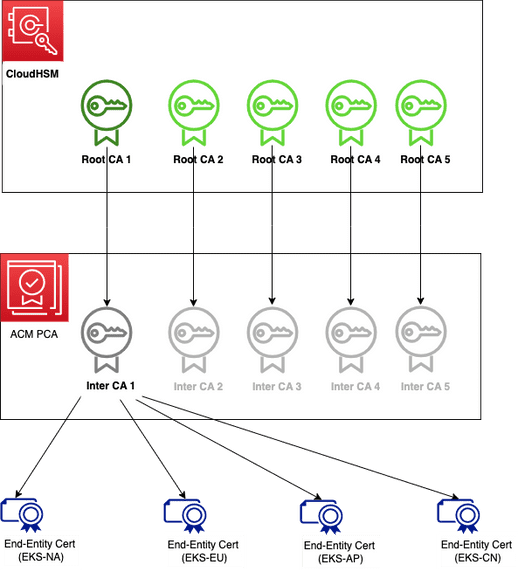 CloudHSM
Root CA 1
Root CA 2
Root CA 3
Root CA 4
Root CA 5
ACM PCA
Inter CA 1
Inter CA 2
Inter CA 3
Inter CA 4
Inter CA 5
End-Entity Cert
(EKS-NA)
End-Entity Cert
(EKS-EU)
End-Entity Cert
(EKS-AP)
End-Entity Cert
(EKS-CN)